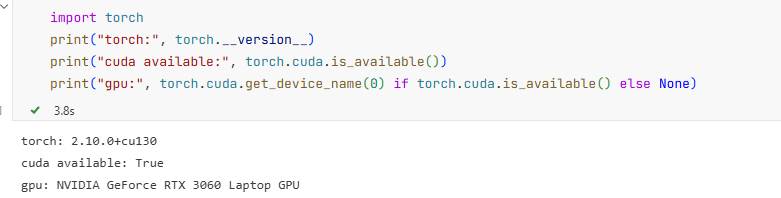 import torch
print("torch:", torch.__version__)
print("cuda available:", torch.cuda.is_available())
print("gpu:", torch.cuda.get_device_name(0) if torch.cuda.is_available() else None)
3.8s
torch: 2.10.0+cu130
cuda available: True
gpu: NVIDIA GeForce RTX 3060 Laptop GPU